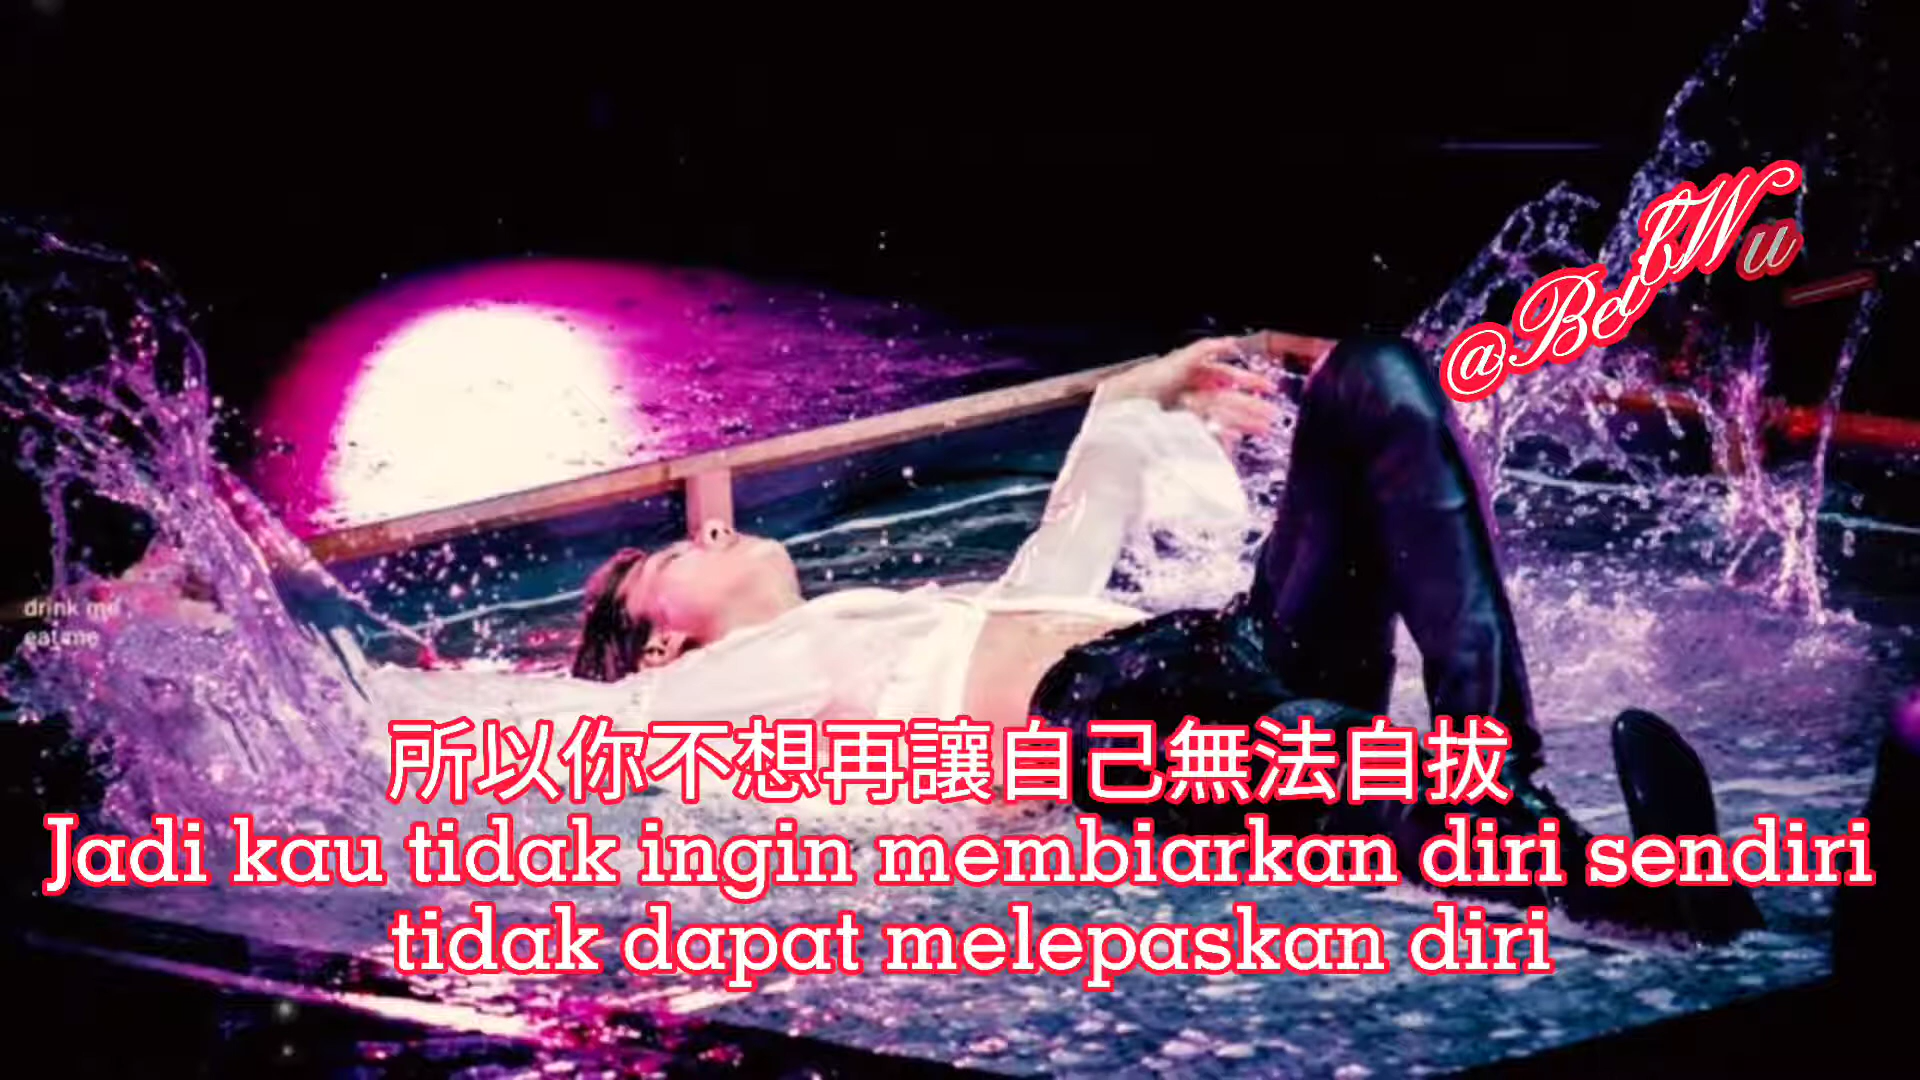 @BeibWu_
drink me
eat me
所以你不想再讓自己無法自拔
Jadi kau tidak ingin membiarkan diri sendiri
tidak dapat melepaskan diri